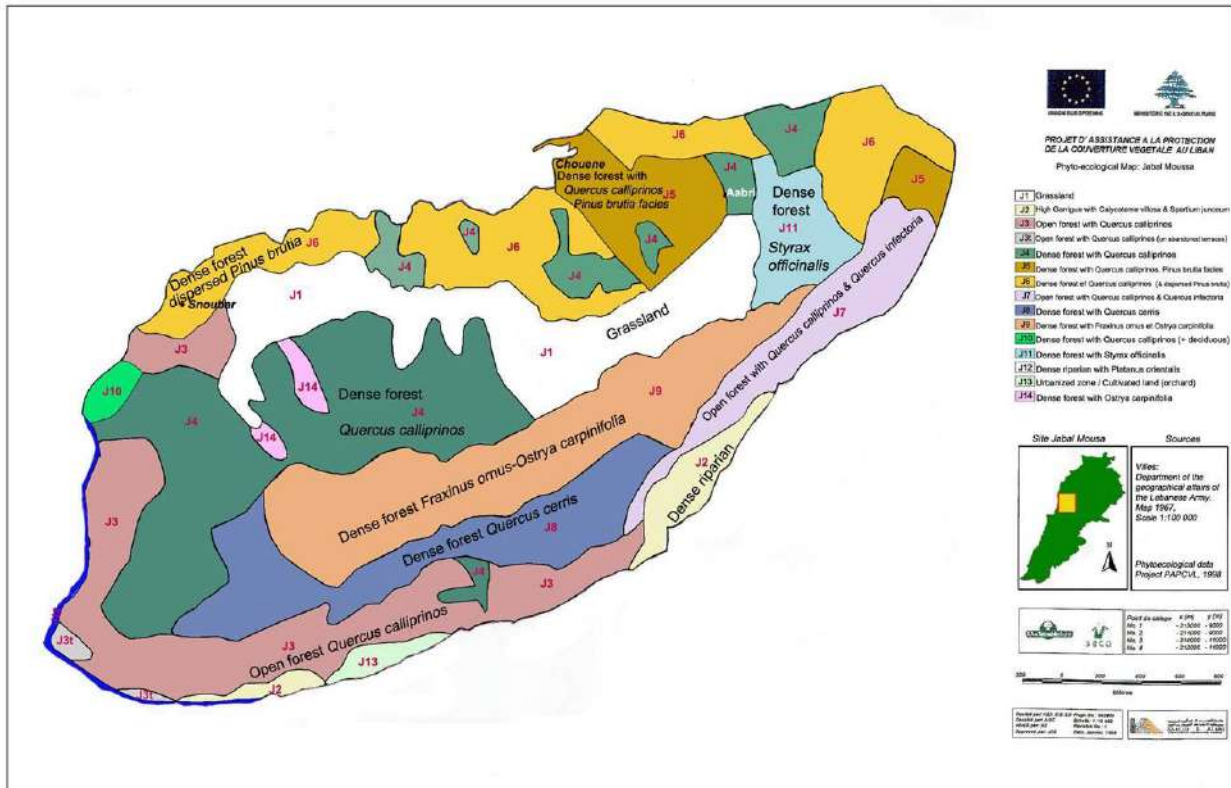 J6
J4
J6
Chouene
Dense forest with
Quercus calliprinos
Pinus brutia facies
J5
J4
Aabri
Dense
forest
J11
Styrax
officinalis
J5
J4
J6
Dense forest
dispersed Pinus brutia
J4
J6
J4
J4
Snoubar
J1
Grassland
J1
Open forest with Quercus calliprinos & Quercus infectoria
J7
J3
J10
J14
Dense forest
J4
Quercus calliprinos
J14
J4
J9
Dense forest Fraxinus ornus-Ostrya carpinifolia
J2
Dense riparian
J3
Dense forest Quercus cerris
J8
J4
J3
J3t
J3
Open forest Quercus calliprinos
J13
J3t
J2
UNION EUROPEENNE
MINISTERE DE L'AGRICULTURE
PROJET D'ASSISTANCE A LA PROTECTION
DE LA COUVERTURE VEGETALE AU LIBAN
Phyto-ecological Map: Jabal Moussa
J1 Grassland
J2 High Garrigue with Calycotome villosa & Spartium junceum
J3 Open forest with Quercus calliprinos
J3t Open forest with Quercus calliprinos (on abandoned terraces)
J4 Dense forest with Quercus calliprinos
J5 Dense forest with Quercus calliprinos, Pinus brutia facies
J6 Dense forest of Quercus calliprinos (& dispersed Pinus brutia)
J7 Open forest with Quercus calliprinos & Quercus infectoria
J8 Dense forest with Quercus cerris
J9 Dense forest with Fraxinus ornus et Ostrya carpinifolia
J10 Dense forest with Quercus calliprinos (+ deciduous)
J11 Dense forest with Styrax officinalis
J12 Dense riparian with Platanus orientalis
J13 Urbanized zone / Cultivated land (orchard)
J14 Dense forest with Ostrya carpinifolia
Site Jabal Mousa
Sources
Villes:
Department of the
geographical affairs of
the Lebanese Army.
Map 1967,
Scale 1:100 000
N
Phytoecological data
Project PAPCVL, 1998